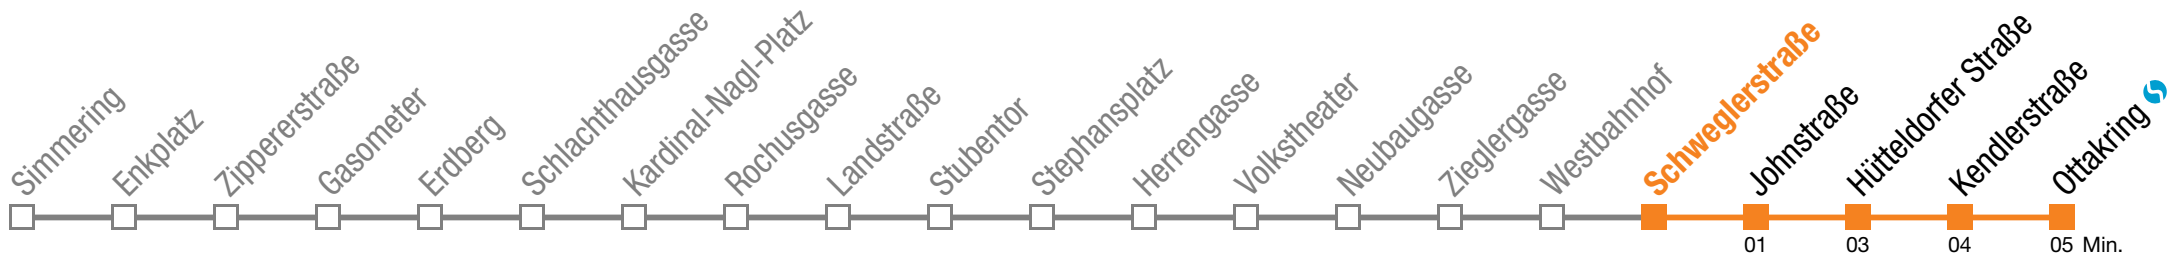 Simmering
Enkplatz
Zippererstraße
Gasometer
Erdberg
Schlachthausgasse
Kardinal-Nagl-Platz
Rochusgasse
Landstraße
Stubentor
Stephansplatz
Herrengasse
Volkstheater
Neubaugasse
Zieglergasse
Westbahnhof
Schweglerstraße
Johnstraße
Hütteldorfer Straße
Kendlerstraße
Ottakring
01 03 04 05 Min.